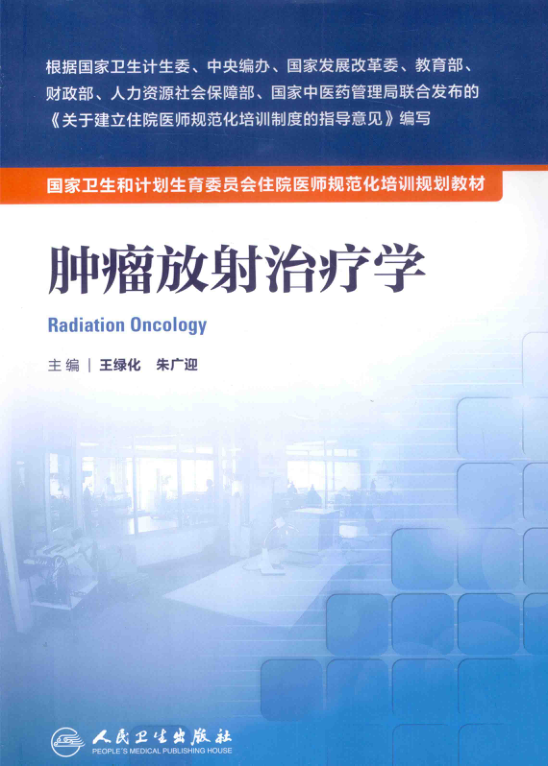 根据国家卫生计生委、中央编办、国家发展改革委、教育部、
财政部、人力资源社会保障部、国家中医药管理局联合发布的
《关于建立住院医师规范化培训制度的指导意见》编写
国家卫生和计划生育委员会住院医师规范化培训规划教材
肿瘤放射治疗学
Radiation Oncology
主编 | 王绿化 朱广迎
人民卫生出版社
PEOPLE'S MEDICAL PUBLISHING HOUSE